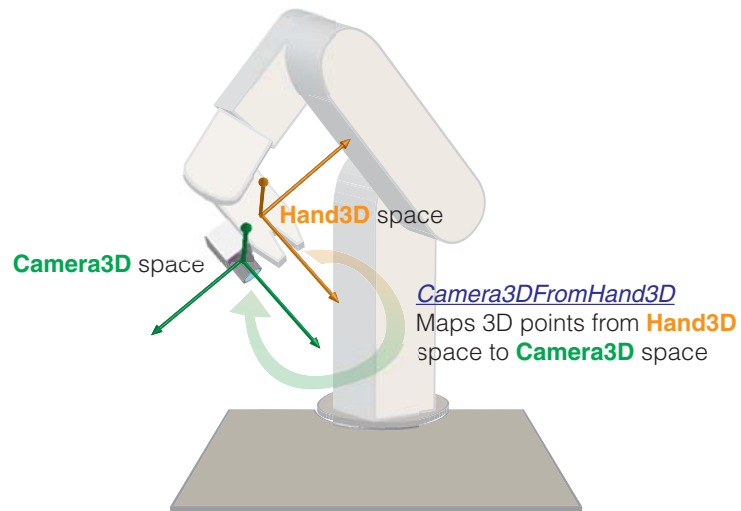 Hand3D space
Camera3D space
Camera3DFromHand3D
Maps 3D points from Hand3D
space to Camera3D space